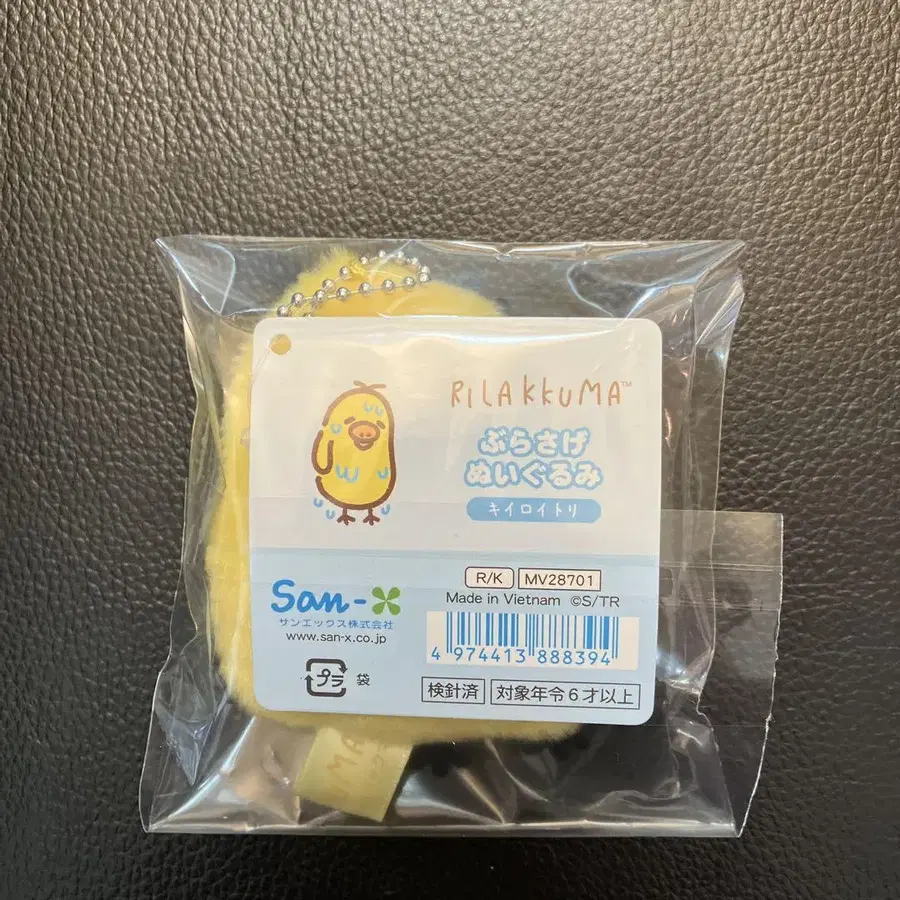 RILAKKUMA™
ぶらさげ
ぬいぐるみ
キイロイトリ
San-X
サンエックス株式会社
www.san-x.co.jp
プラ 袋
R/K MV28701
Made in Vietnam ©S/TR
4 974413 888394
検針済 対象年令6才以上
MA